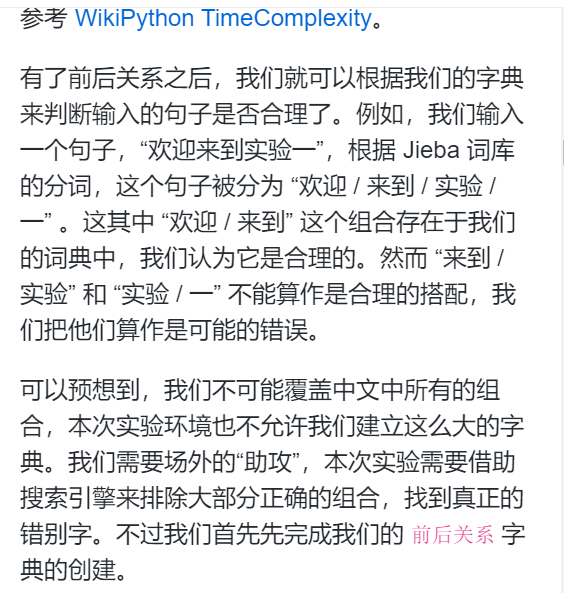 参考 WikiPython TimeComplexity。
有了前后关系之后，我们就可以根据我们的字典
来判断输入的句子是否合理了。例如，我们输入
一个句子，“欢迎来到实验一”，根据 Jieba 词库
的分词，这个句子被分为 “欢迎 / 来到 / 实验 /
一” 。这其中 “欢迎 / 来到” 这个组合存在于我们
的词典中，我们认为它是合理的。然而 “来到 /
实验” 和 “实验 / 一” 不能算作是合理的搭配，我
们把他们算作是可能的错误。
可以预想到，我们不可能覆盖中文中所有的组
合，本次实验环境也不允许我们建立这么大的字
典。我们需要场外的“助攻”，本次实验需要借助
搜索引擎来排除大部分正确的组合，找到真正的
错别字。不过我们首先先完成我们的 前后关系 字
典的创建。